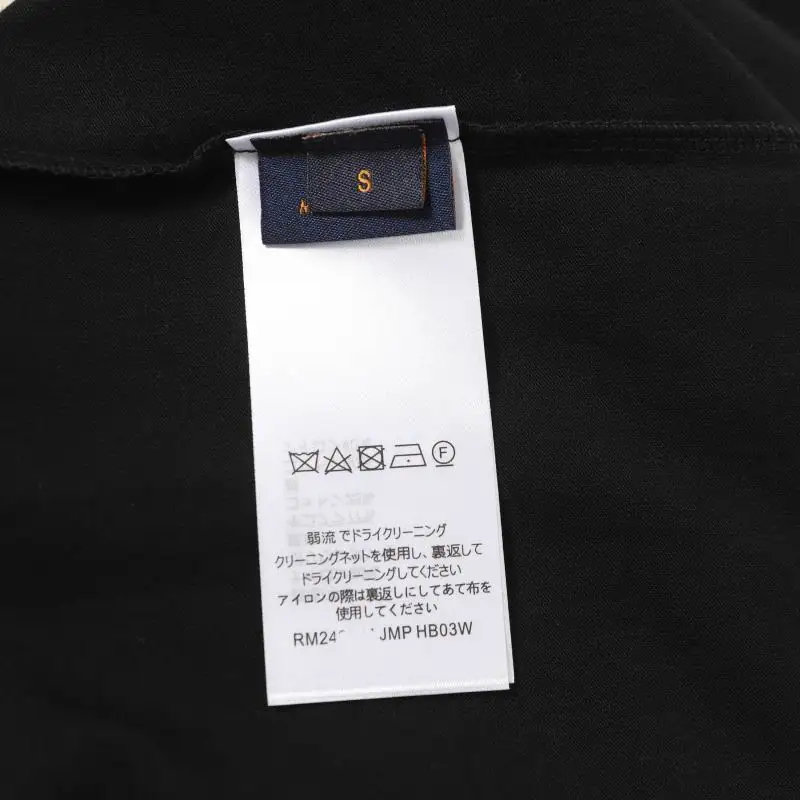 S
F
弱流でドライクリーニング
クリーニングネットを使用し、裏返して
ドライクリーニングしてください
アイロンの際は裏返しにしてあて布を
使用してください
JMP HB03W